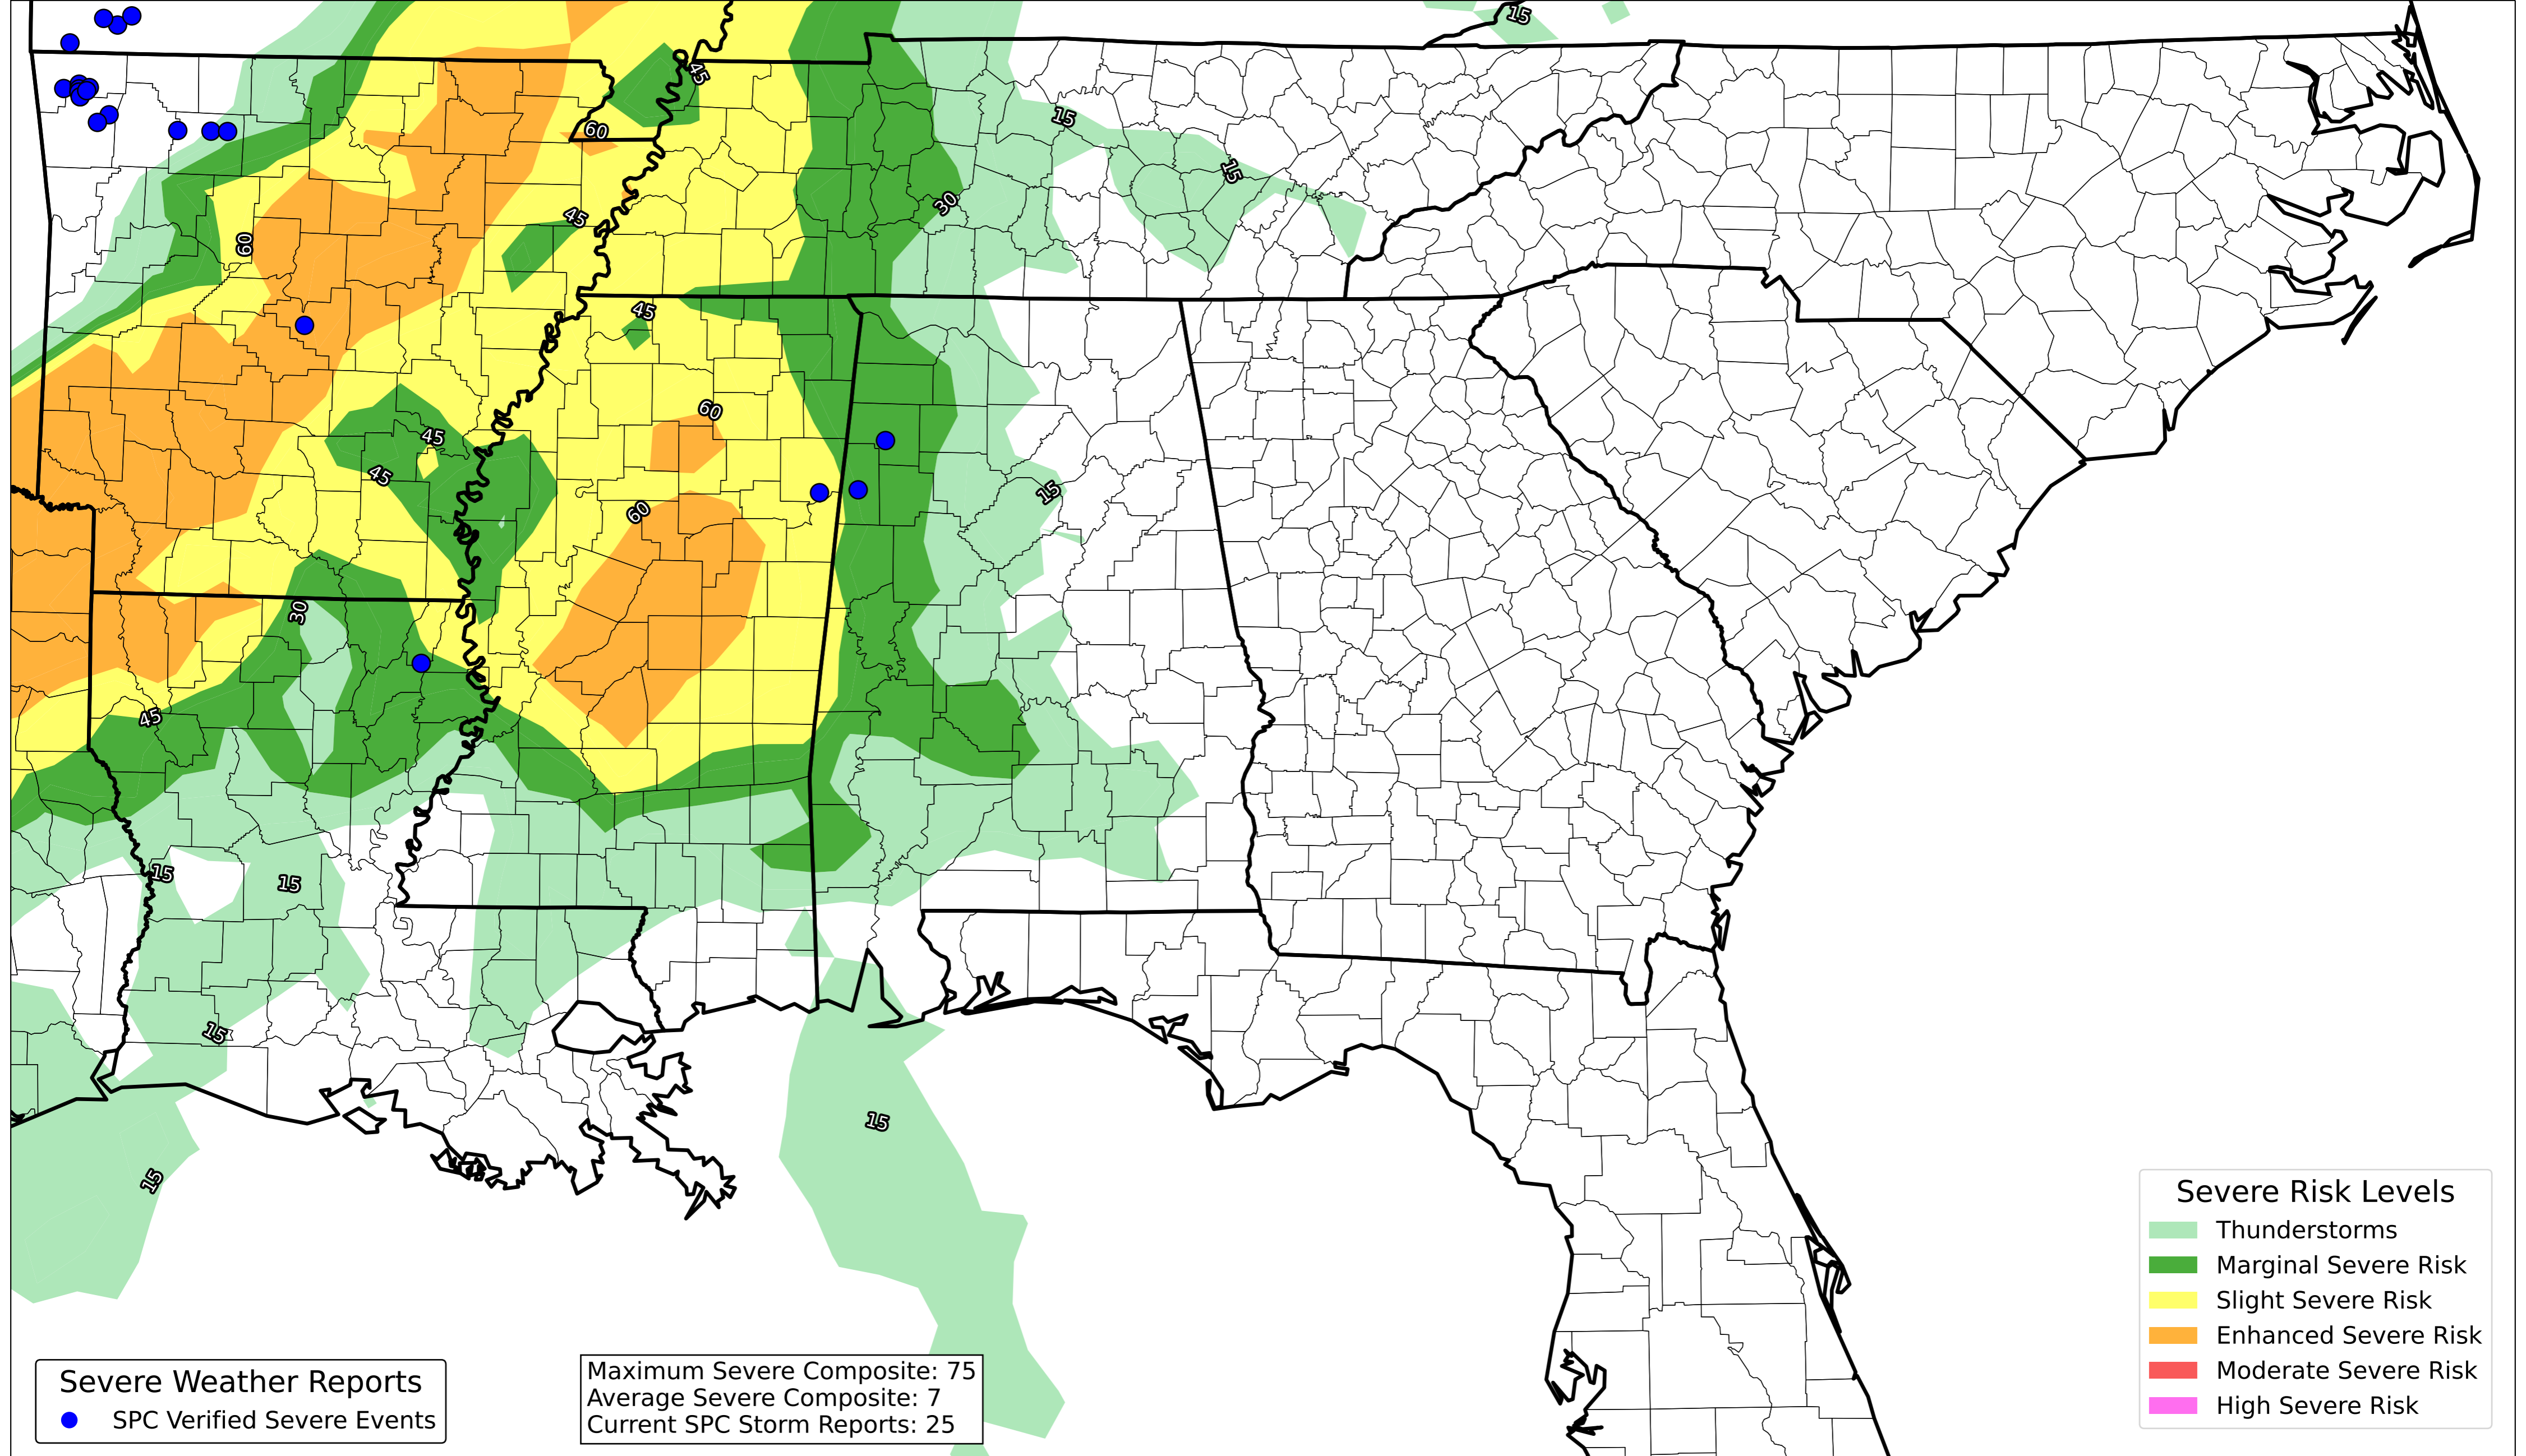 15
45
60
15
15
45
30
60
45
60
45
45
15
60
30
45
15
15
15
15
15
Severe Risk Levels
Thunderstorms
Marginal Severe Risk
Slight Severe Risk
Enhanced Severe Risk
Moderate Severe Risk
High Severe Risk
Severe Weather Reports
SPC Verified Severe Events
Maximum Severe Composite: 75
Average Severe Composite: 7
Current SPC Storm Reports: 25